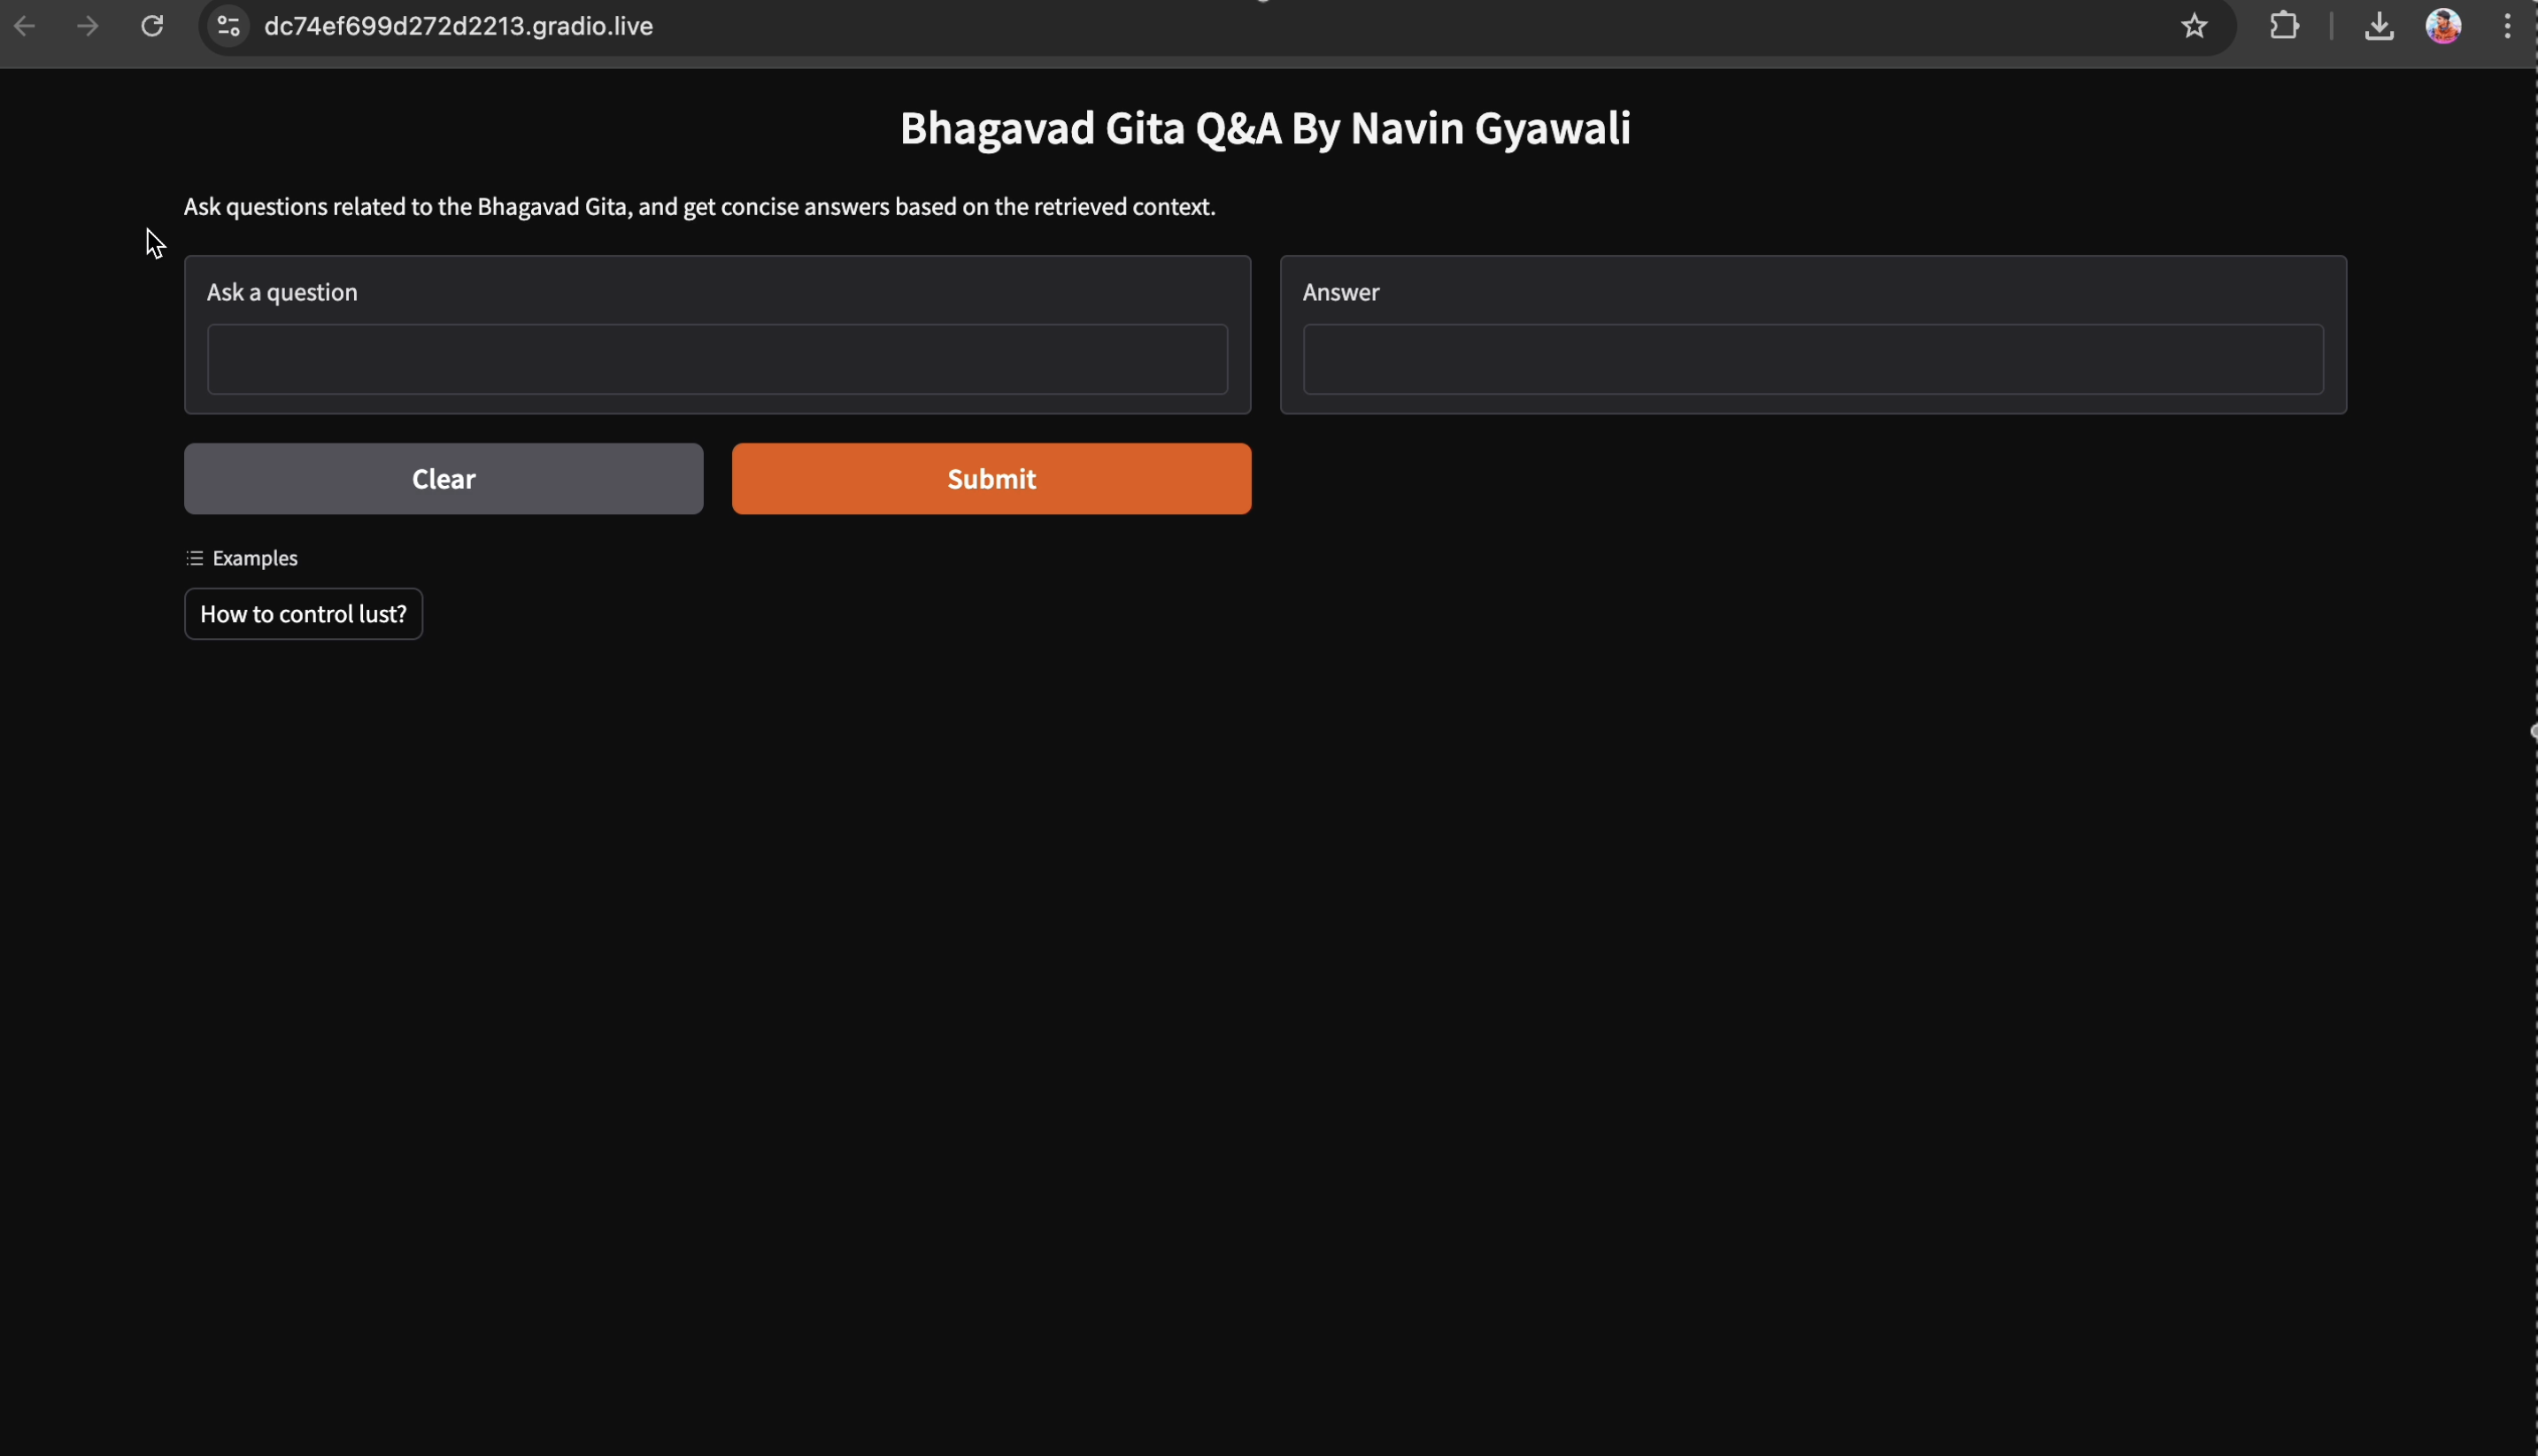 dc74ef699d272d2213.gradio.live
Bhagavad Gita Q&A By Navin Gyawali
Ask questions related to the Bhagavad Gita, and get concise answers based on the retrieved context.
Ask a question
Answer
Clear
Submit
Examples
How to control lust?